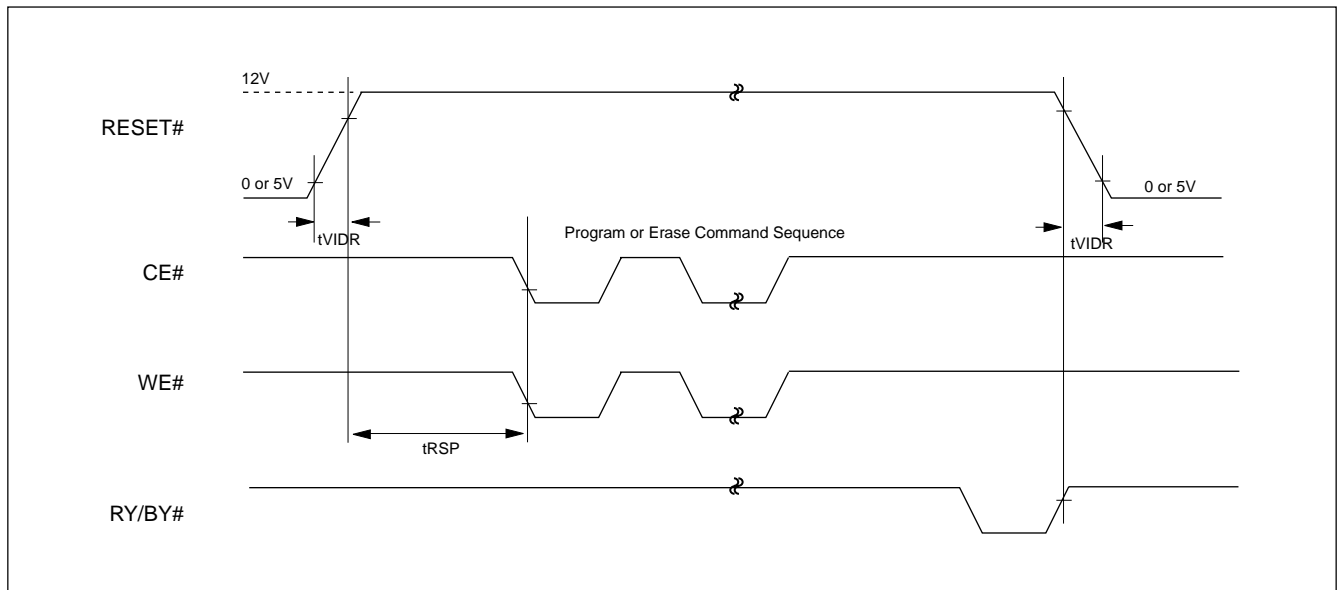 12V
RESET#
0 or 5V
0 or 5V
tVIDR
Program or Erase Command Sequence
tVIDR
CE#
WE#
tRSP
RY/BY#